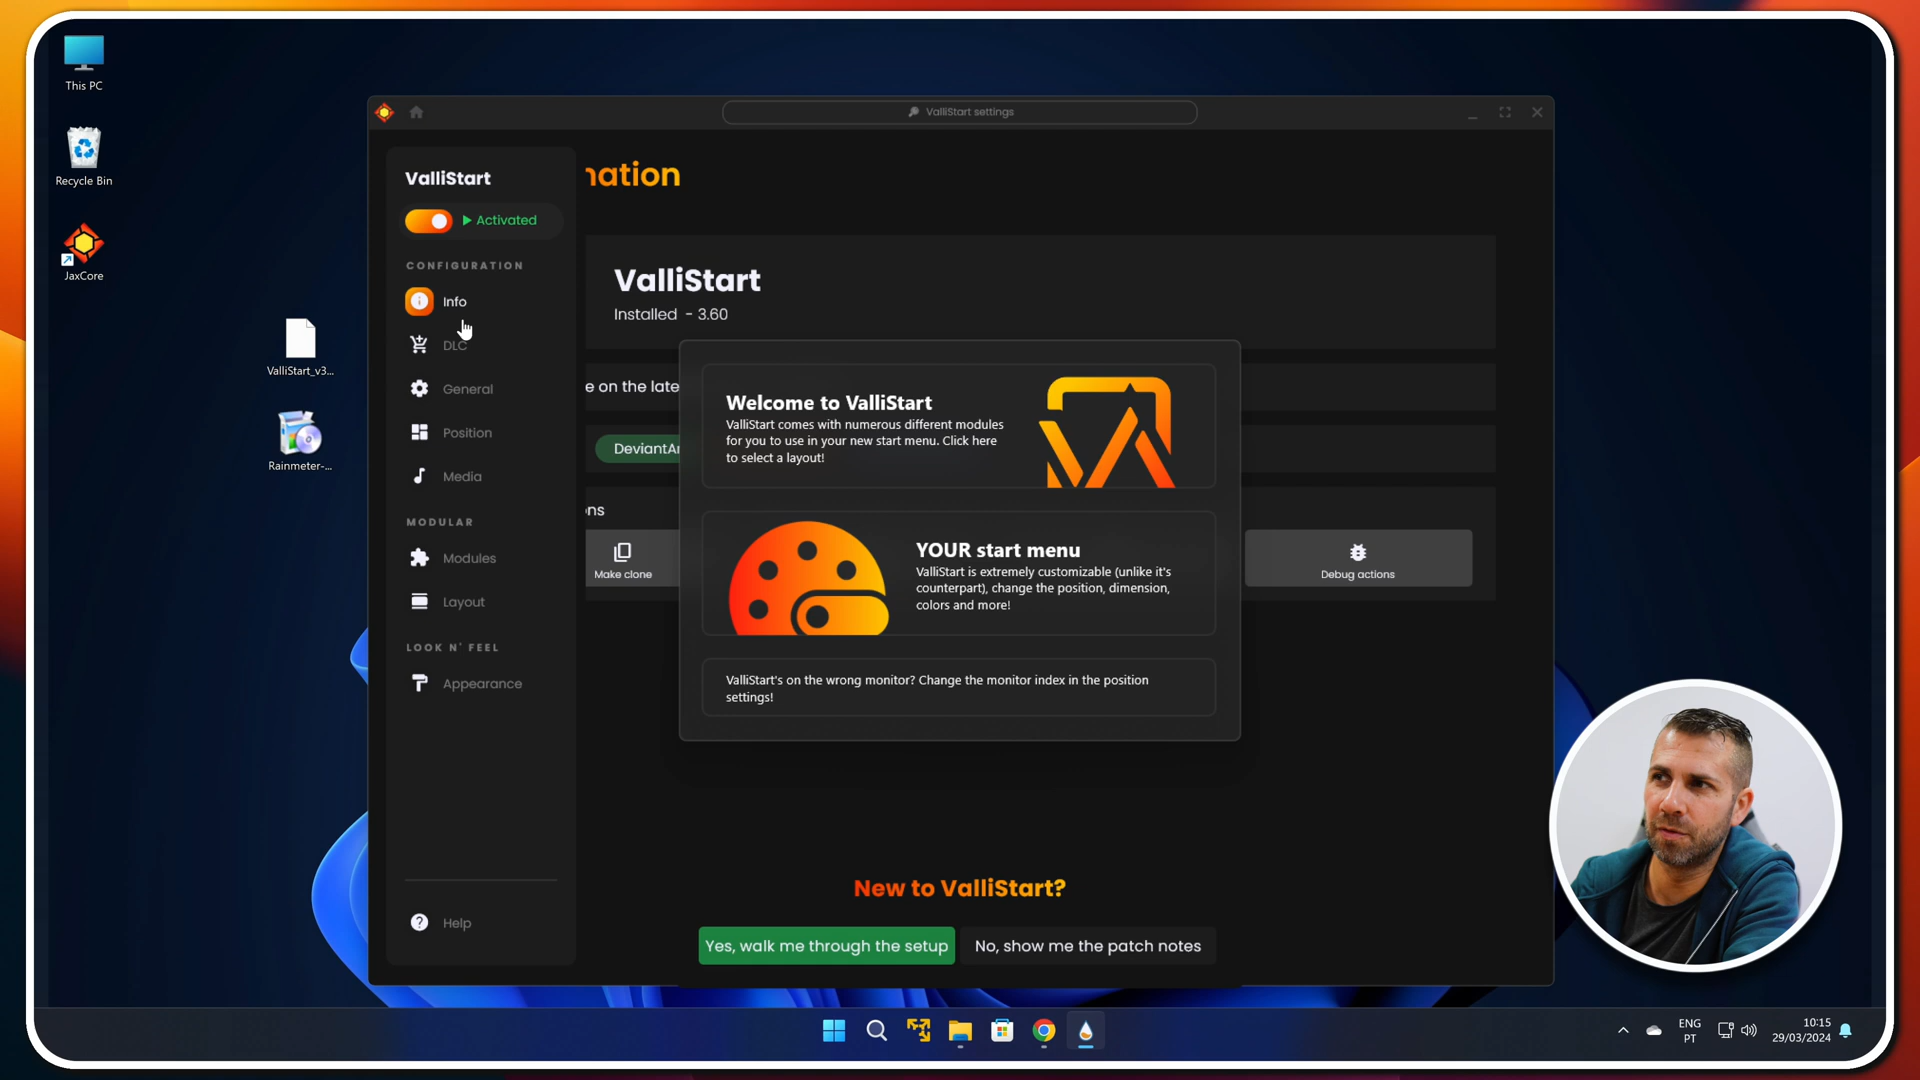 This PC
Recycle Bin
JaxCore
ValliStart_v3...
Rainmeter-...
ValliStart settings
ValliStart
Activated
CONFIGURATION
Info
DLC
General
Position
Media
MODULAR
Modules
Layout
LOOK N' FEEL
Appearance
Help
nation
ValliStart
Installed - 3.60
e on the late
DeviantAr
ons
Make clone
Debug actions
Welcome to ValliStart
ValliStart comes with numerous different modules
for you to use in your new start menu. Click here
to select a layout!
YOUR start menu
ValliStart is extremely customizable (unlike it's
counterpart), change the position, dimension,
colors and more!
ValliStart's on the wrong monitor? Change the monitor index in the position
settings!
New to ValliStart?
Yes, walk me through the setup
No, show me the patch notes
ENG
PT
10:15
29/03/2024